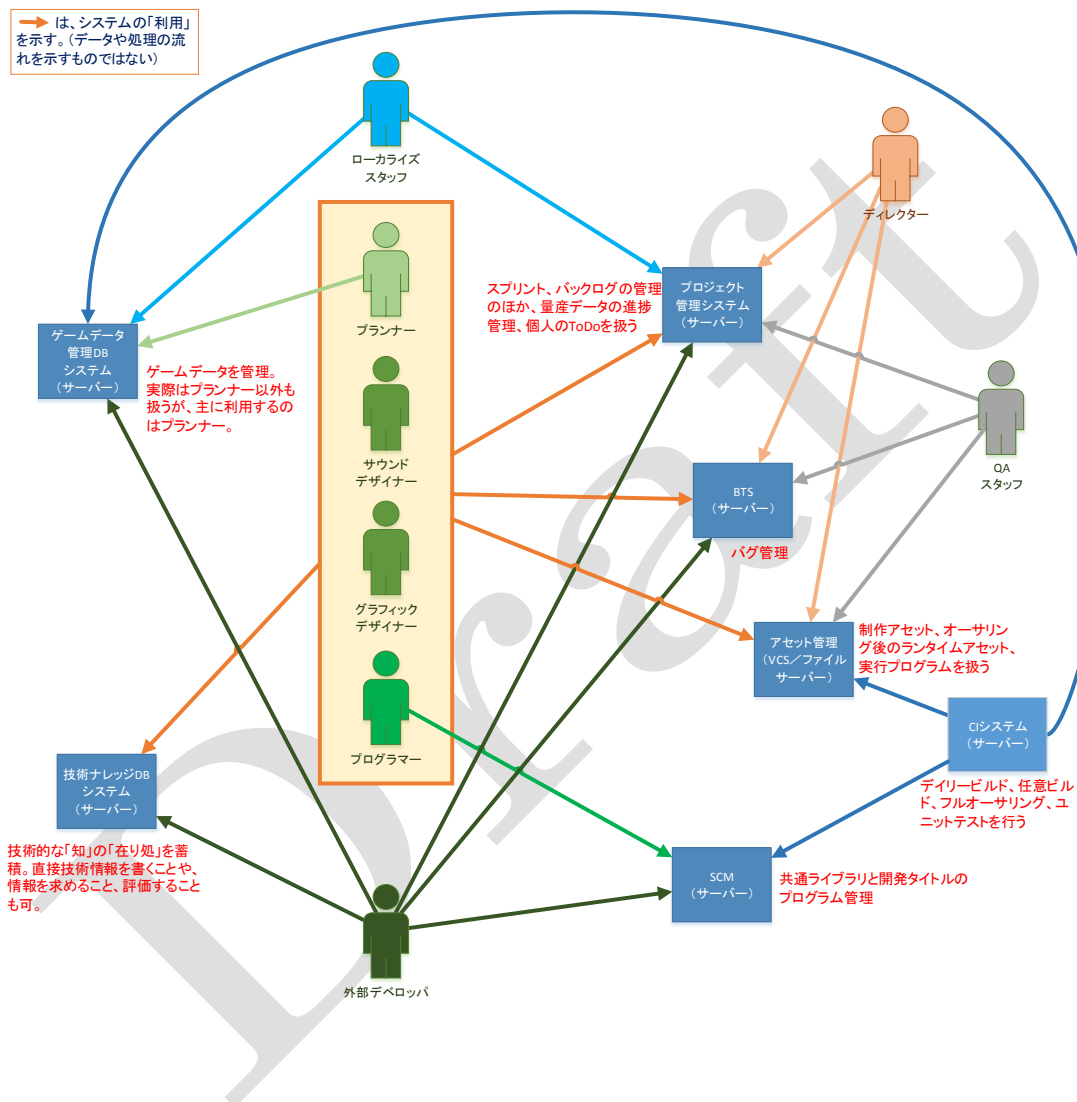 は、システムの「利用」
を示す。(データや処理の流
れを示すものではない)
ローカライズ
スタッフ
ディレクター
プランナー
スプリント、バックログの管理
のほか、量産データの進捗
管理、個人のToDoを扱う
プロジェクト
管理システム
(サーバー)
ゲームデータ
管理DB
システム
(サーバー)
ゲームデータを管理。
実際はプランナー以外も
扱うが、主に利用するの
はプランナー。
サウンド
デザイナー
QA
スタッフ
BTS
(サーバー)
バグ管理
グラフィック
デザイナー
アセット管理
(VCS/ファイル
サーバー)
制作アセット、オーサリン
グ後のランタイムアセット、
実行プログラムを扱う
プログラマー
CIシステム
(サーバー)
デイリービルド、任意ビル
ド、フルオーサリング、ユ
ニットテストを行う
技術ナレッジDB
システム
(サーバー)
技術的な「知」の「在り処」を蓄
積。直接技術情報を書くことや、
情報を求めること、評価すること
も可。
SCM
(サーバー)
共通ライブラリと開発タイトルの
プログラム管理
外部デベロッパ
Draft